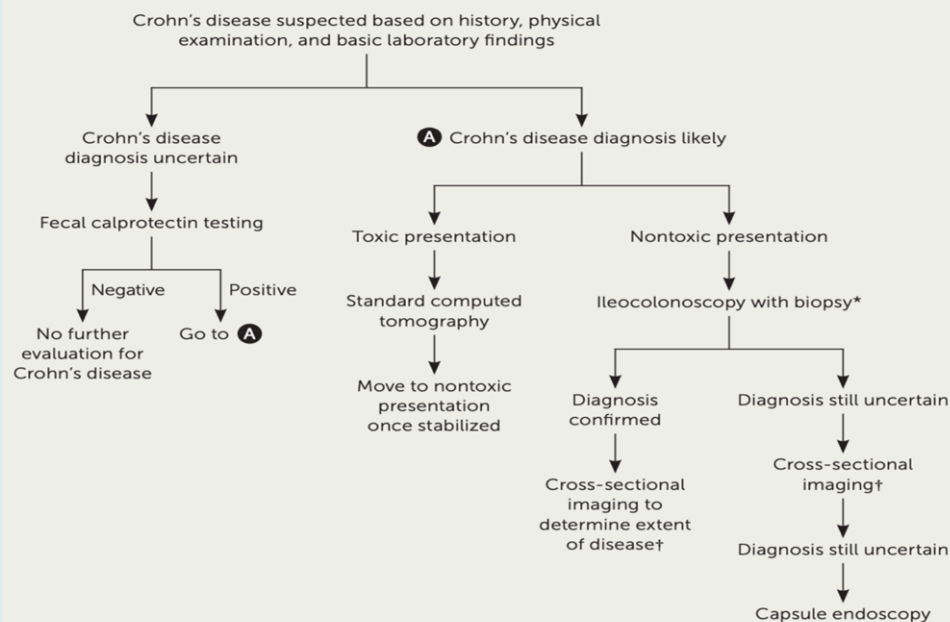 Crohn’s disease suspected based on history, physical
examination, and basic laboratory findings
Crohn’s disease
diagnosis uncertain
Fecal calprotectin testing
Negative
Positive
No further
evaluation for
Crohn’s disease
Go to A
A Crohn’s disease diagnosis likely
Toxic presentation
Standard computed
tomography
Move to nontoxic
presentation
once stabilized
Nontoxic presentation
Ileocolonoscopy with biopsy*
Diagnosis
confirmed
Cross-sectional
imaging to
determine extent
of disease†
Diagnosis still uncertain
Cross-sectional
imaging†
Diagnosis still uncertain
Capsule endoscopy